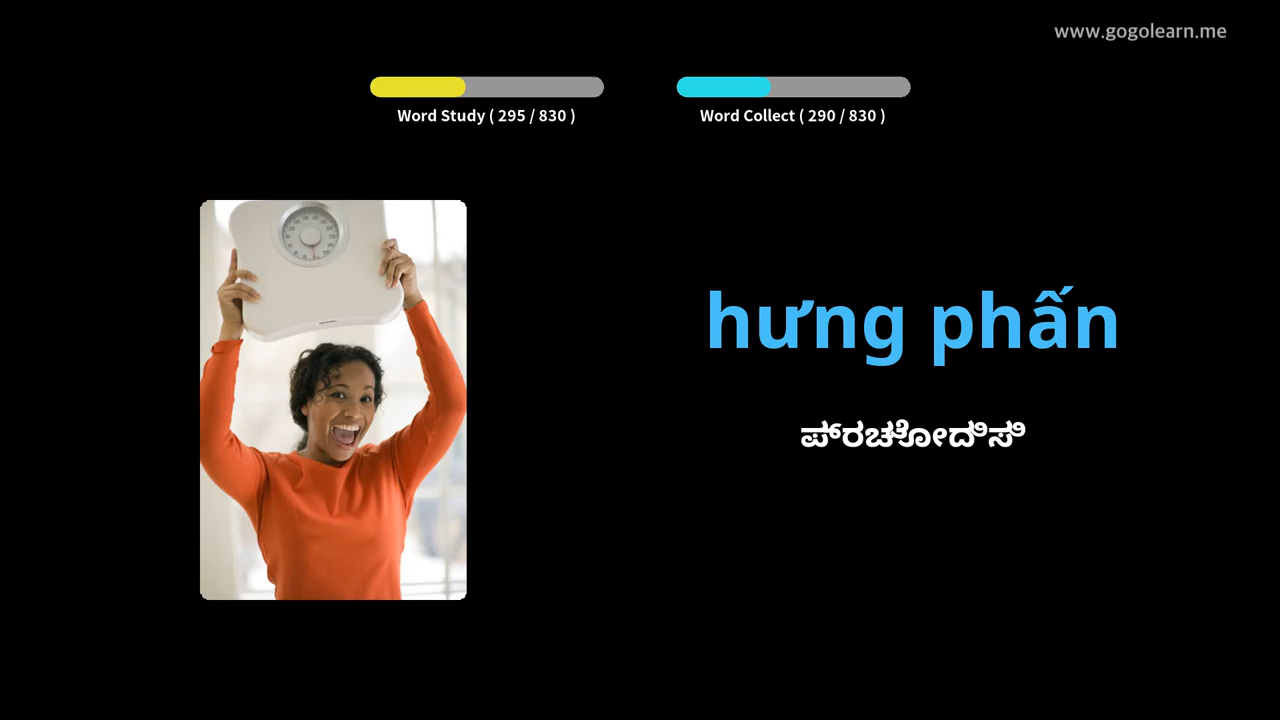 www.gogolearn.me
Word Study ( 295 / 830 )
Word Collect ( 290 / 830 )
hưng phấn
ಪ್ರಚೋದಿಸಿ